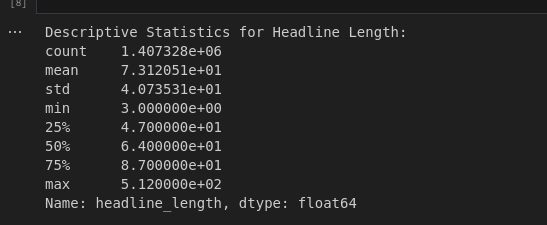 [8]
... Descriptive Statistics for Headline Length:
count 1.407328e+06
mean 7.312051e+01
std 4.073531e+01
min 3.000000e+00
25% 4.700000e+01
50% 6.400000e+01
75% 8.700000e+01
max 5.120000e+02
Name: headline_length, dtype: float64